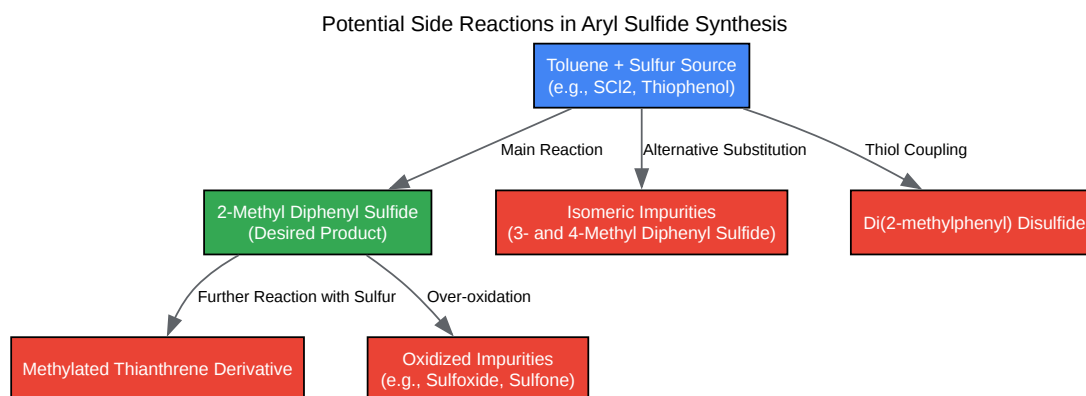 Potential Side Reactions in Aryl Sulfide Synthesis
Toluene + Sulfur Source
(e.g., SCl2, Thiophenol)
Main Reaction
Alternative Substitution
Thiol Coupling
2-Methyl Diphenyl Sulfide
(Desired Product)
Isomeric Impurities
(3- and 4-Methyl Diphenyl Sulfide)
Di(2-methylphenyl) Disulfide
Further Reaction with Sulfur
Over-oxidation
Methylated Thianthrene Derivative
Oxidized Impurities
(e.g., Sulfoxide, Sulfone)